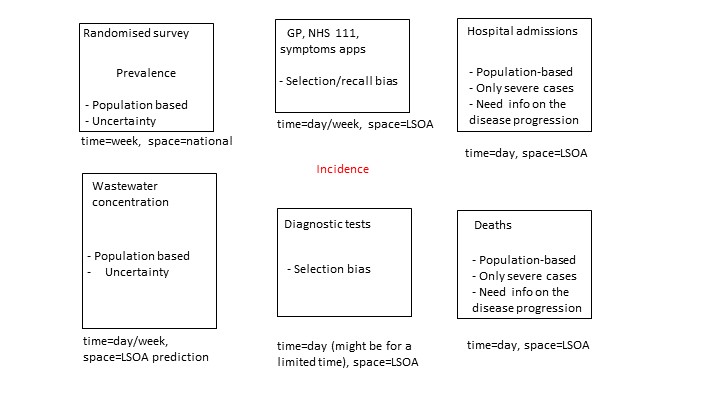 Randomised survey
Prevalence
- Population based
- Uncertainty
time=week, space=national
GP, NHS 111,
symptoms apps
- Selection/recall bias
time=day/week, space=LSOA
Hospital admissions
- Population-based
- Only severe cases
- Need info on the
disease progression
time=day, space=LSOA
Incidence
Wastewater
concentration
- Population based
- Uncertainty
time=day/week,
space=LSOA prediction
Diagnostic tests
- Selection bias
time=day (might be for a
limited time), space=LSOA
Deaths
- Population-based
- Only severe cases
- Need info on the
disease progression
time=day, space=LSOA